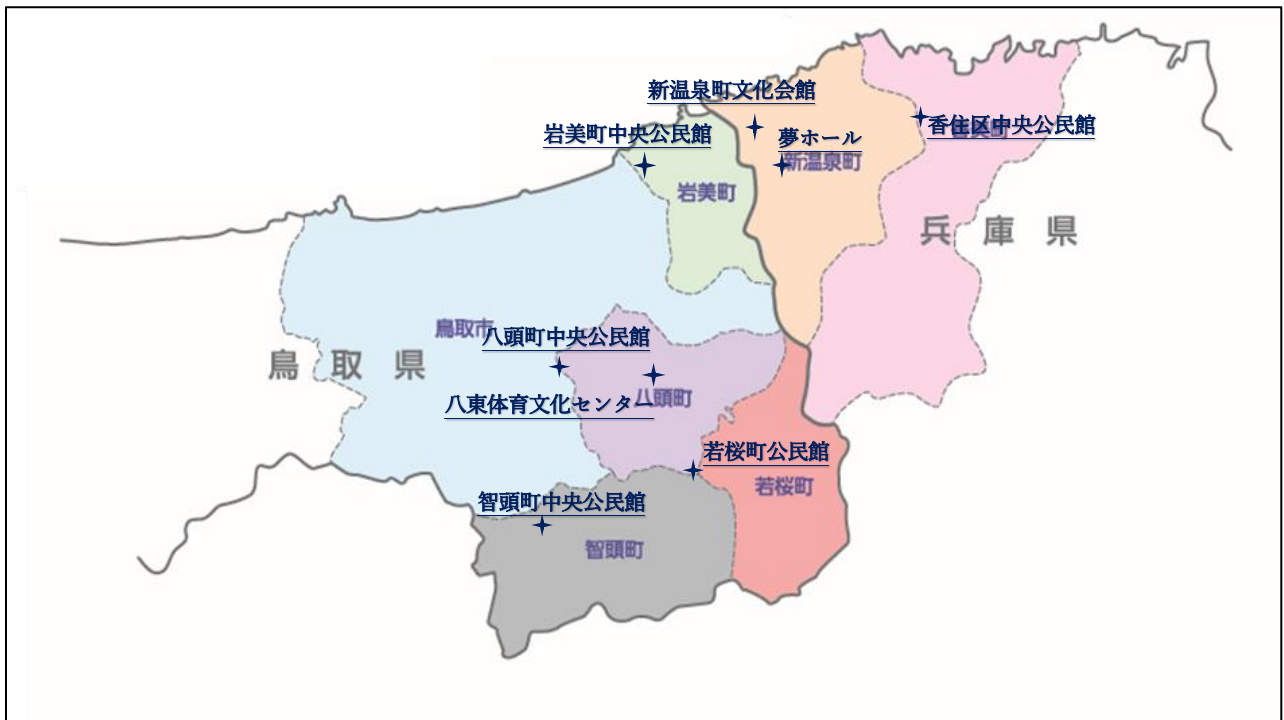 新温泉町文化会館
岩美町中央公民館
香住区中央公民館
夢ホール
新温泉町
岩美町
兵庫県
鳥取市
八頭町中央公民館
鳥取県
八東体育文化センター
八頭町
若桜町公民館
若桜町
智頭町中央公民館
智頭町